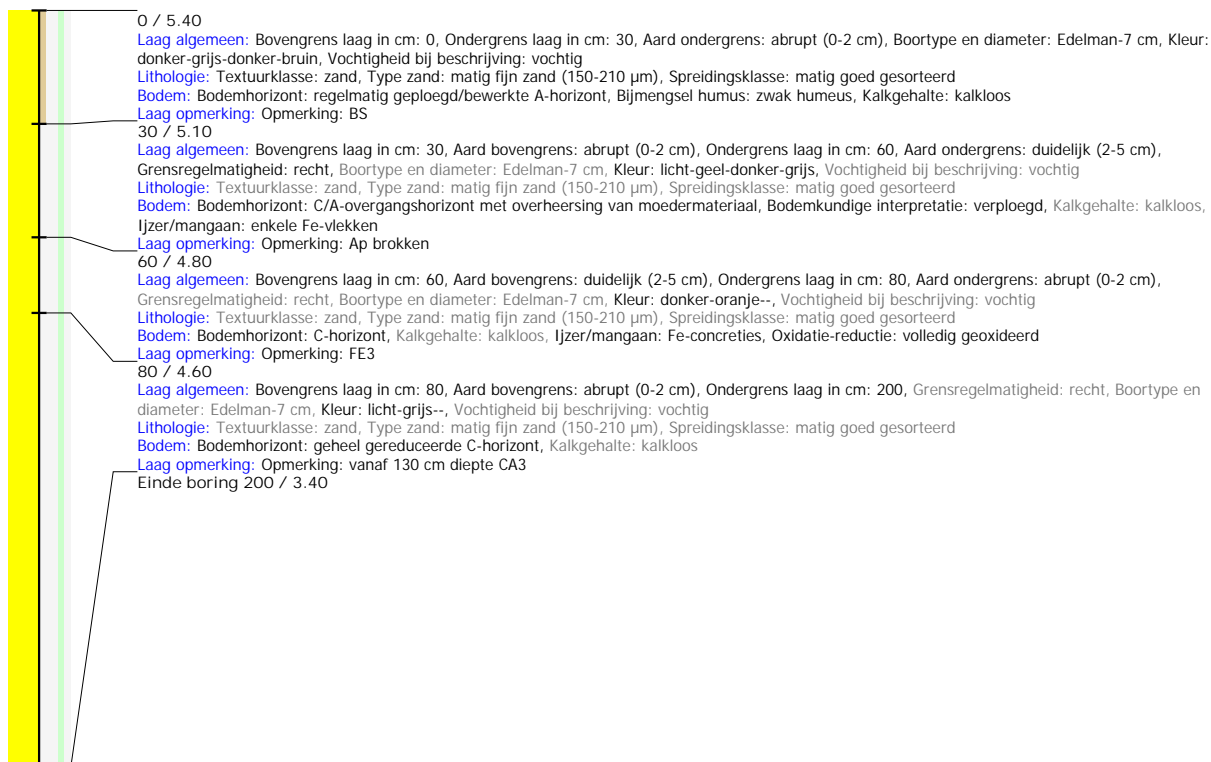 0 / 5.40
Laag algemeen: Bovengrens laag in cm: 0, Ondergrens laag in cm: 30, Aard ondergrens: abrupt (0-2 cm), Boortype en diameter: Edelman-7 cm, Kleur:
donker-grijs-donker-bruin, Vochtigheid bij beschrijving: vochtig
Lithologie: Textuurklasse: zand, Type zand: matig fijn zand (150-210 µm), Spreidingsklasse: matig goed gesorteerd
Bodem: Bodemhorizont: regelmatig geploegd/bewerkte A-horizont, Bijmengsel humus: zwak humeus, Kalkgehalte: kalkloos
Laag opmerking: Opmerking: BS
30 / 5.10
Laag algemeen: Bovengrens laag in cm: 30, Aard bovengrens: abrupt (0-2 cm), Ondergrens laag in cm: 60, Aard ondergrens: duidelijk (2-5 cm),
Grensregelmatigheid: recht, Boortype en diameter: Edelman-7 cm, Kleur: licht-geel-donker-grijs, Vochtigheid bij beschrijving: vochtig
Lithologie: Textuurklasse: zand, Type zand: matig fijn zand (150-210 µm), Spreidingsklasse: matig goed gesorteerd
Bodem: Bodemhorizont: C/A-overgangshorizont met overheersing van moedermateriaal, Bodemkundige interpretatie: verploegd, Kalkgehalte: kalkloos,
Ijzer/mangaan: enkele Fe-vlekken
Laag opmerking: Opmerking: Ap brokken
60 / 4.80
Laag algemeen: Bovengrens laag in cm: 60, Aard bovengrens: duidelijk (2-5 cm), Ondergrens laag in cm: 80, Aard ondergrens: abrupt (0-2 cm),
Grensregelmatigheid: recht, Boortype en diameter: Edelman-7 cm, Kleur: donker-oranje--, Vochtigheid bij beschrijving: vochtig
Lithologie: Textuurklasse: zand, Type zand: matig fijn zand (150-210 µm), Spreidingsklasse: matig goed gesorteerd
Bodem: Bodemhorizont: C-horizont, Kalkgehalte: kalkloos, Ijzer/mangaan: Fe-concreties, Oxidatie-reductie: volledig geoxideerd
Laag opmerking: Opmerking: FE3
80 / 4.60
Laag algemeen: Bovengrens laag in cm: 80, Aard bovengrens: abrupt (0-2 cm), Ondergrens laag in cm: 200, Grensregelmatigheid: recht, Boortype en
diameter: Edelman-7 cm, Kleur: licht-grijs--, Vochtigheid bij beschrijving: vochtig
Lithologie: Textuurklasse: zand, Type zand: matig fijn zand (150-210 µm), Spreidingsklasse: matig goed gesorteerd
Bodem: Bodemhorizont: geheel gereduceerde C-horizont, Kalkgehalte: kalkloos
Laag opmerking: Opmerking: vanaf 130 cm diepte CA3
Einde boring 200 / 3.40